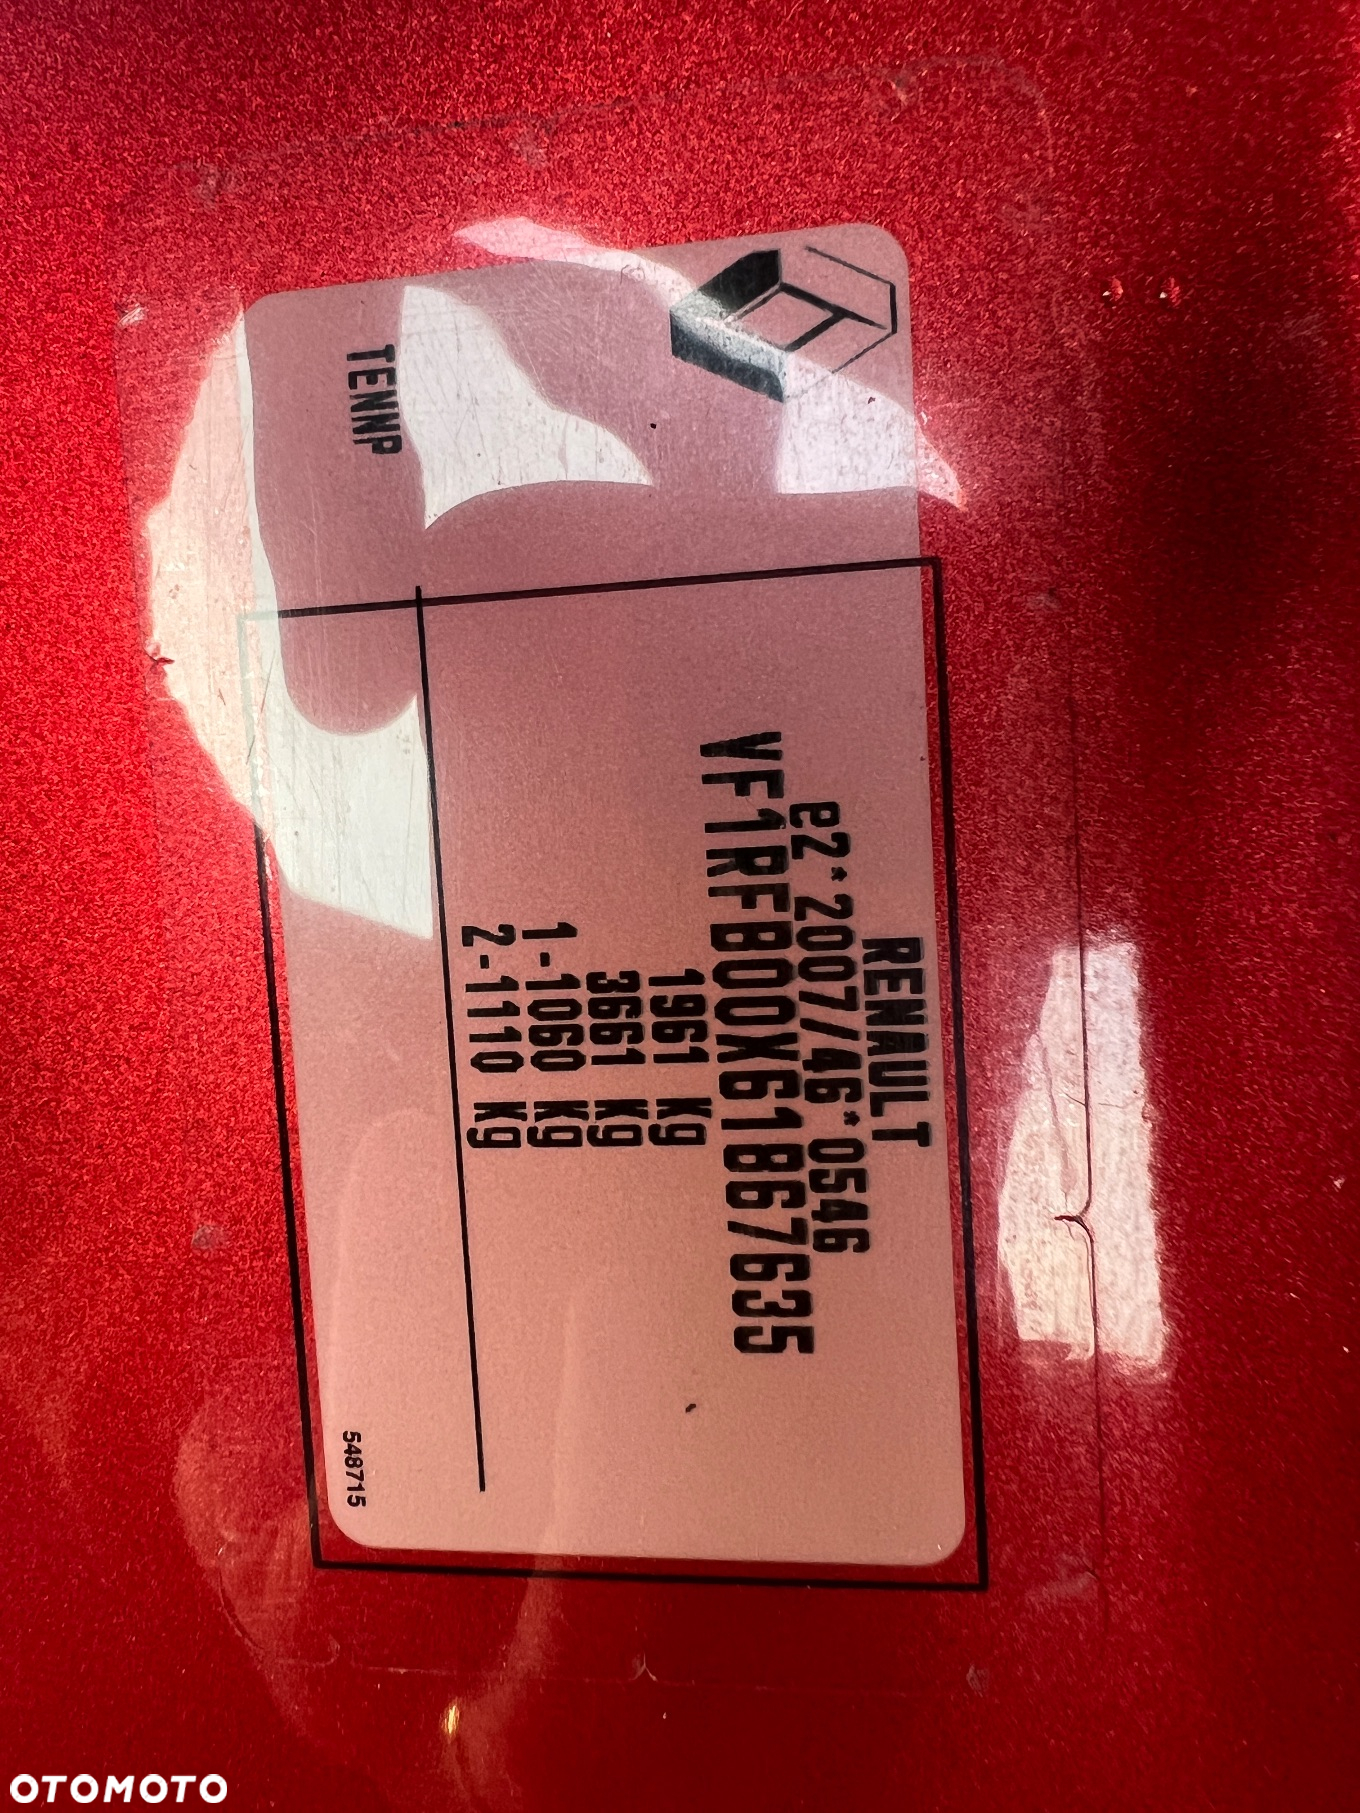 RENAULT
e2*2007/46*0546
VF1RFB00X61867635
1961 kg
3661 kg
1-1060 kg
2-1110 kg
TENNP
548715
OTOMOTO